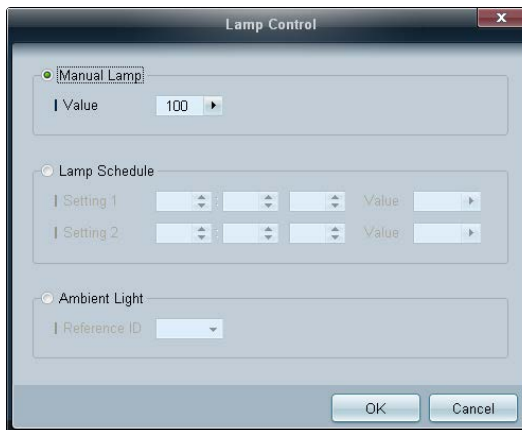 Lamp Control
x
Manual Lamp
Value 100
Lamp Schedule
Setting 1 : Value
Setting 2 : Value
Ambient Light
Reference ID
OK Cancel